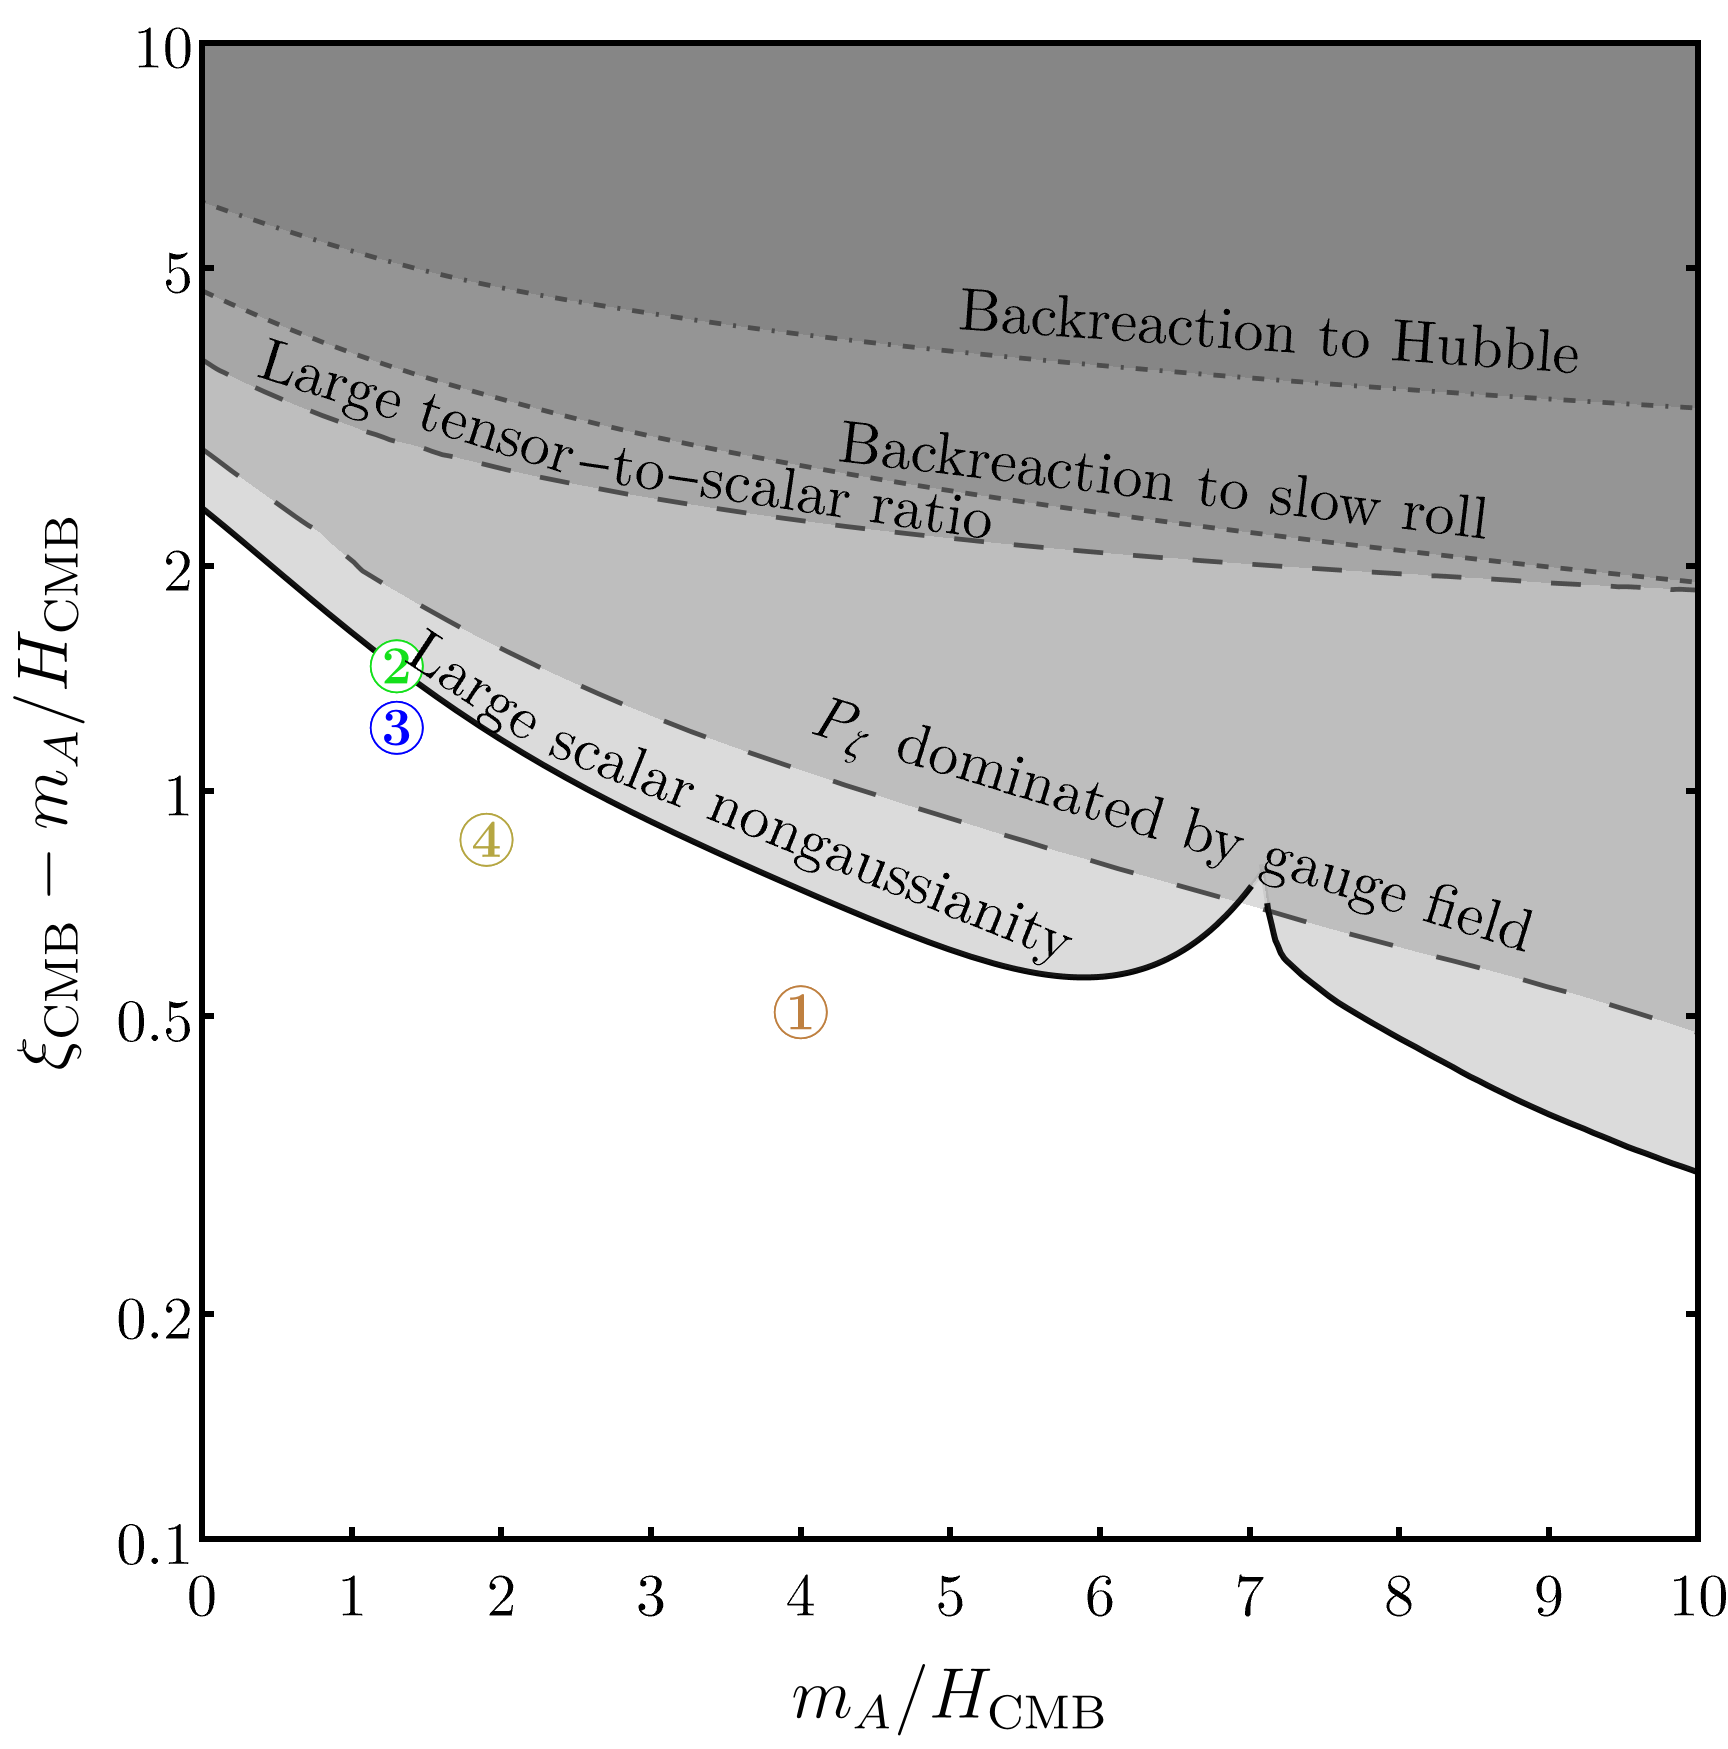 10
5
2
1
0.5
0.2
0.1
ξCMB − mA/HCMB
Backreaction to Hubble
Backreaction to slow roll
Large tensor–to–scalar ratio
Pζ dominated by gauge field
Large scalar nongaussianity
②
③
④
①
0 1 2 3 4 5 6 7 8 9 10
mA/HCMB